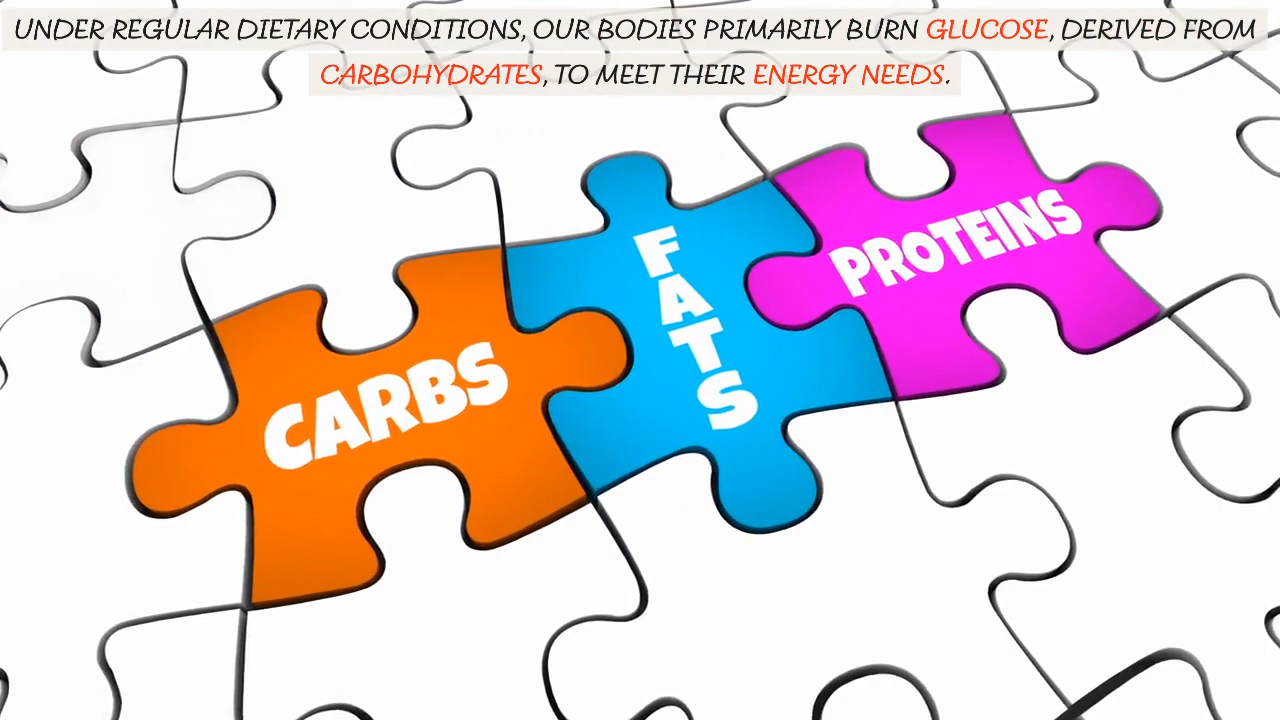 UNDER REGULAR DIETARY CONDITIONS, OUR BODIES PRIMARILY BURN GLUCOSE, DERIVED FROM
CARBOHYDRATES, TO MEET THEIR ENERGY NEEDS.
CARBS
FATS
PROTEINS